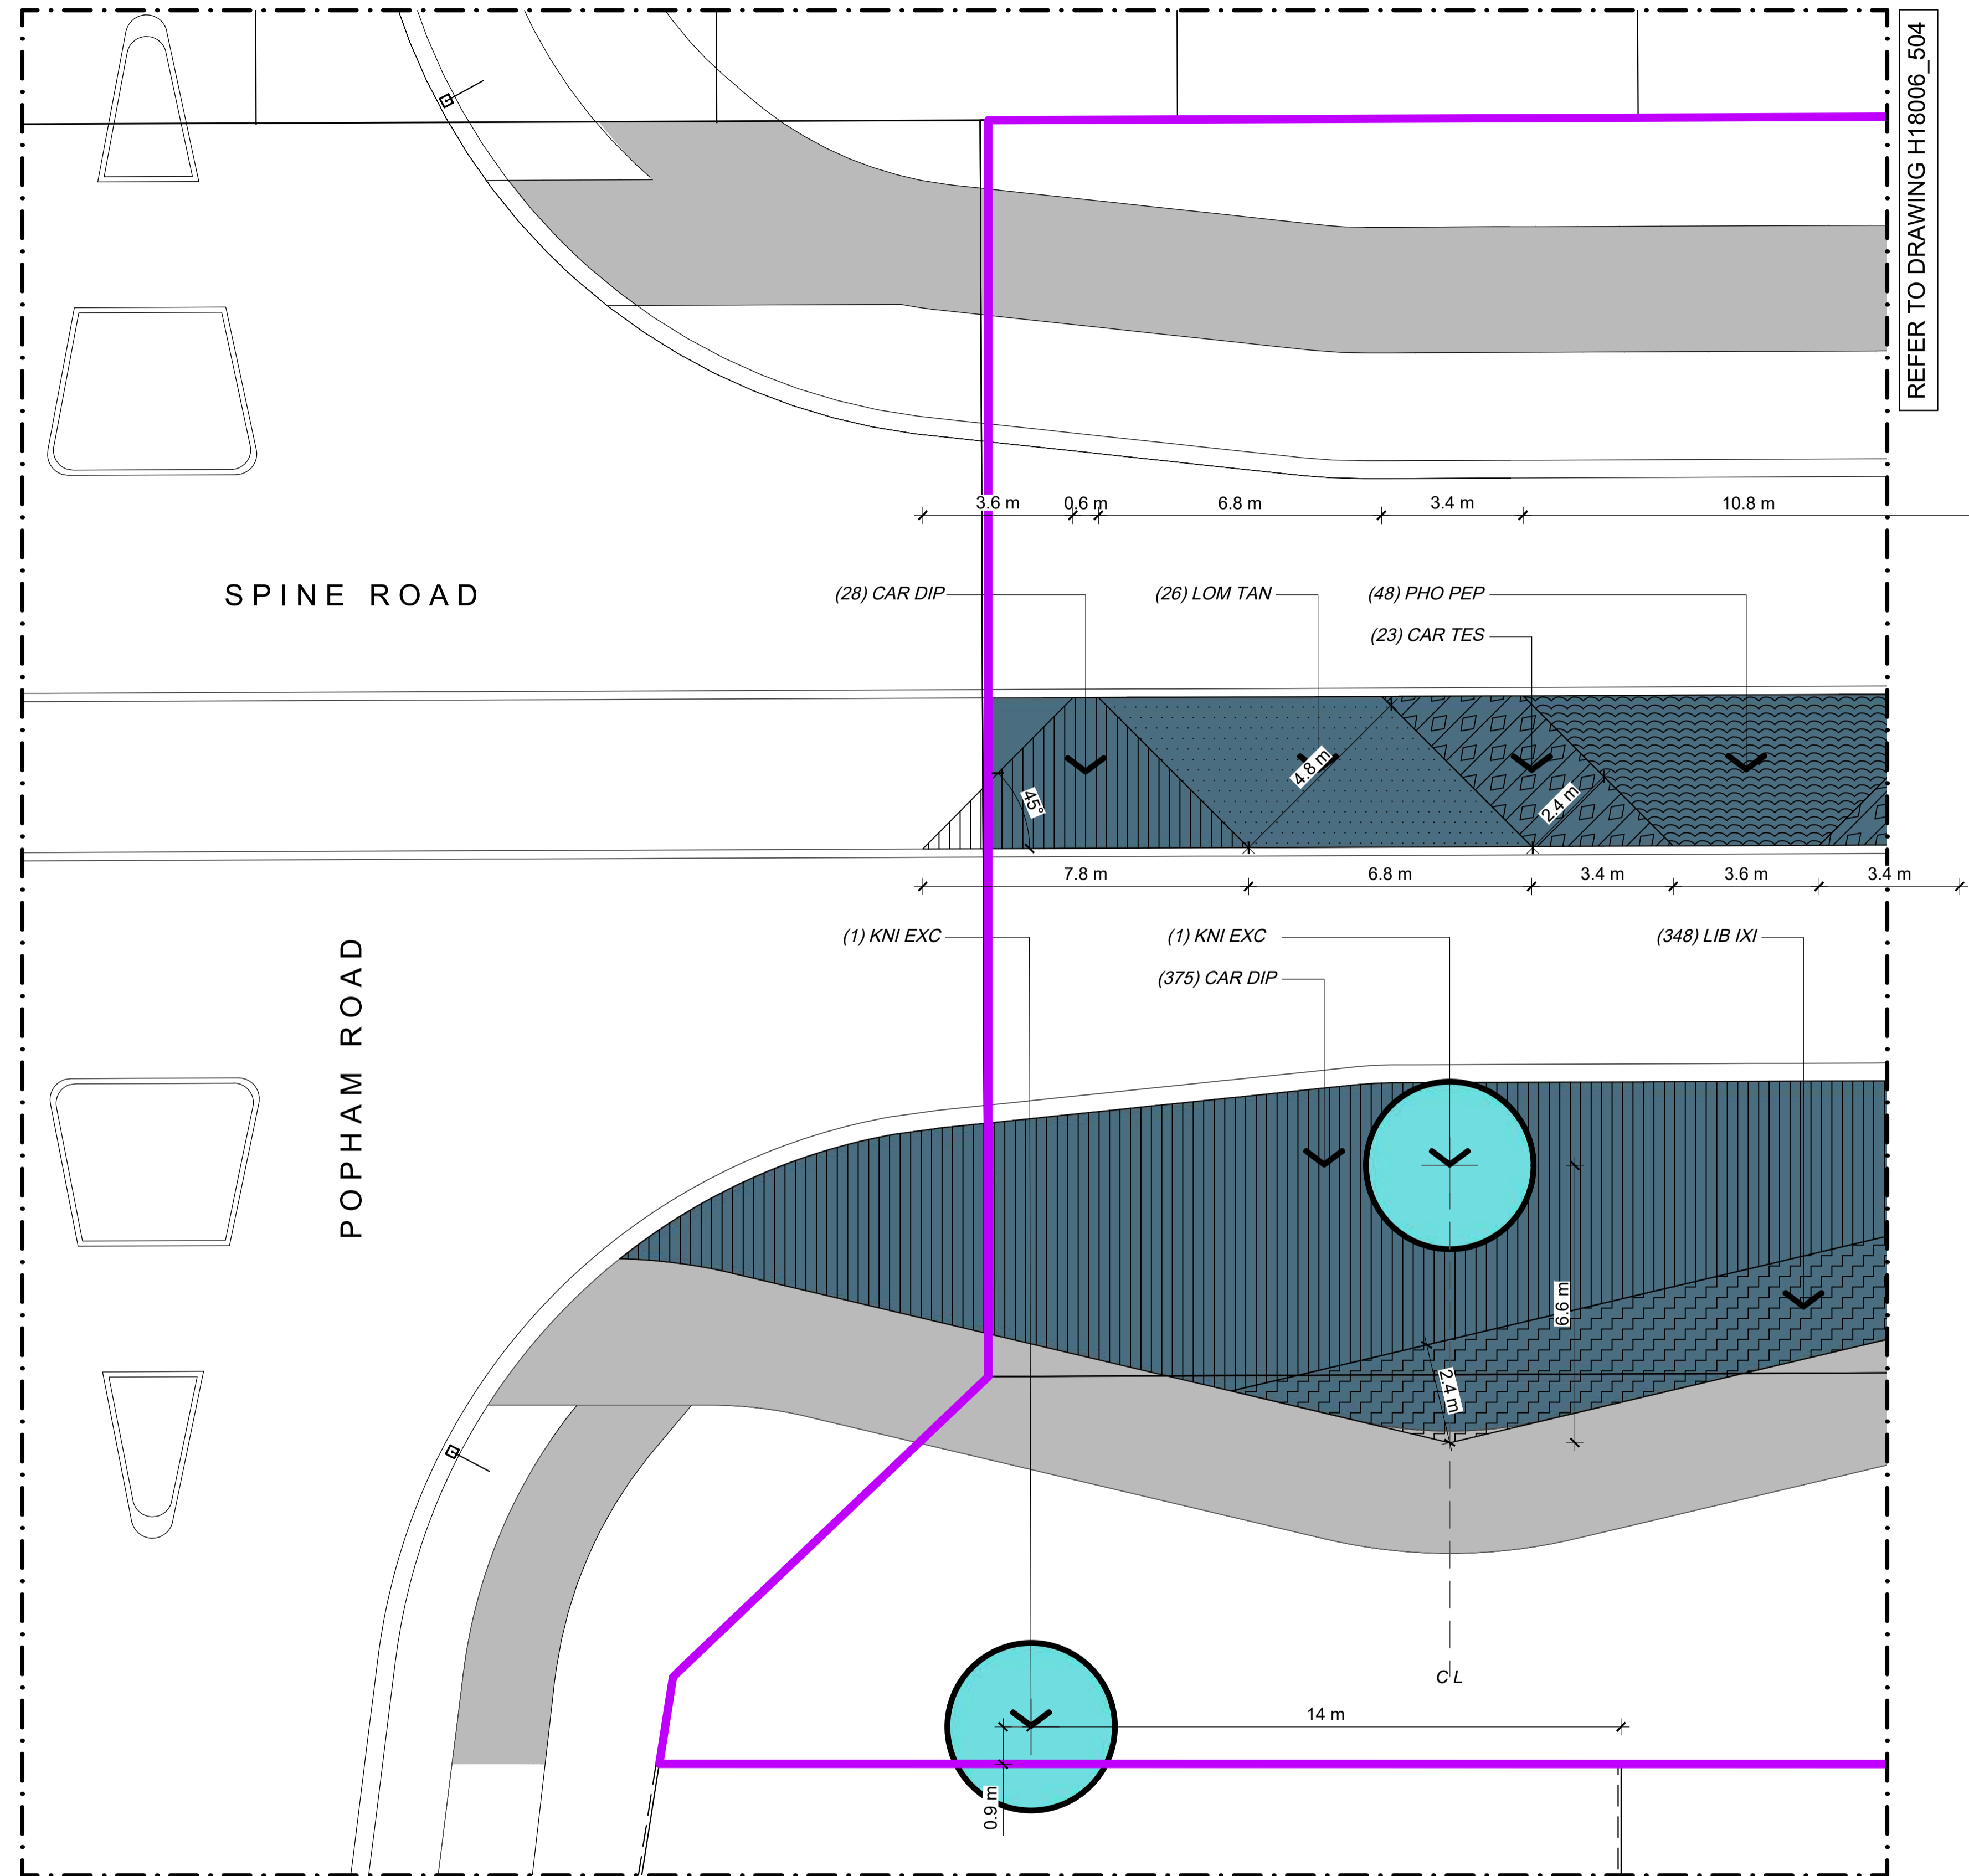 REFER TO DRAWING H18006_504
3.6 m
0.6 m
6.8 m
3.4 m
10.8 m
SPINE ROAD
(28) CAR DIP
(26) LOM TAN
(48) PHO PEP
(23) CAR TES
4.8 m
45°
2.4 m
7.8 m
6.8 m
3.4 m
3.6 m
3.4 m
(1) KNI EXC
(1) KNI EXC
(348) LIB IXI
(375) CAR DIP
POPHAM ROAD
6.6 m
2.4 m
C L
14 m
0.9 m